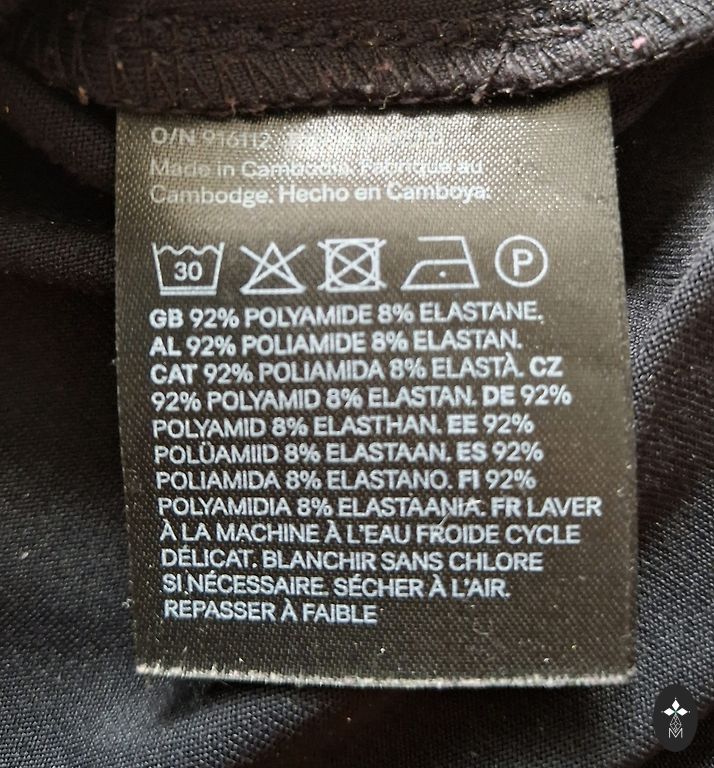 O/N 916112
Made in Cambodia. Fabriqué au
Cambodge. Hecho en Camboya.
30
P
GB 92% POLYAMIDE 8% ELASTANE.
AL 92% POLIAMIDE 8% ELASTAN.
CAT 92% POLIAMIDA 8% ELASTÀ. CZ
92% POLYAMID 8% ELASTAN. DE 92%
POLYAMID 8% ELASTHAN. EE 92%
POLÜAMIID 8% ELASTAAN. ES 92%
POLIAMIDA 8% ELASTANO. FI 92%
POLYAMIDIA 8% ELASTAANIA. FR LAVER
À LA MACHINE À L'EAU FROIDE CYCLE
DÉLICAT. BLANCHIR SANS CHLORE
SI NÉCESSAIRE. SÉCHER À L'AIR.
REPASSER À FAIBLE
M